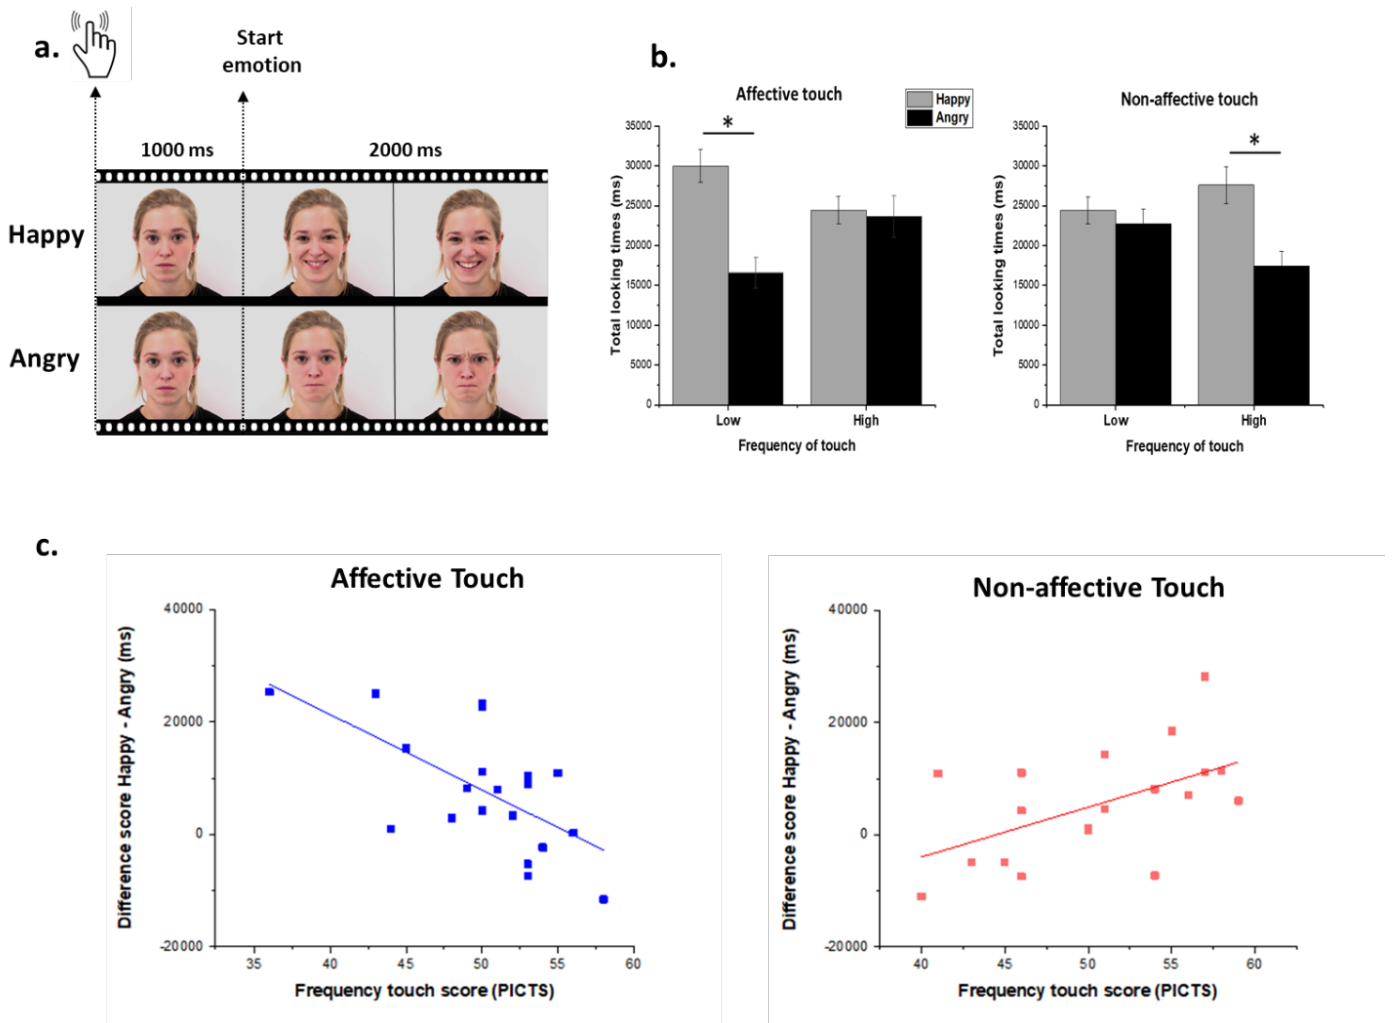 a.
Start
emotion
1000 ms
2000 ms
Happy
Angry
b.
Affective touch
Happy
Angry
*
35000
30000
25000
20000
15000
10000
5000
0
Total looking times (ms)
Low
High
Frequency of touch
Non-affective touch
*
35000
30000
25000
20000
15000
10000
5000
0
Total looking times (ms)
Low
High
Frequency of touch
c.
Affective Touch
40000
20000
0
-20000
Difference score Happy - Angry (ms)
35 40 45 50 55 60
Frequency touch score (PICTS)
Non-affective Touch
40000
20000
0
-20000
Difference score Happy - Angry (ms)
40 45 50 55 60
Frequency touch score (PICTS)